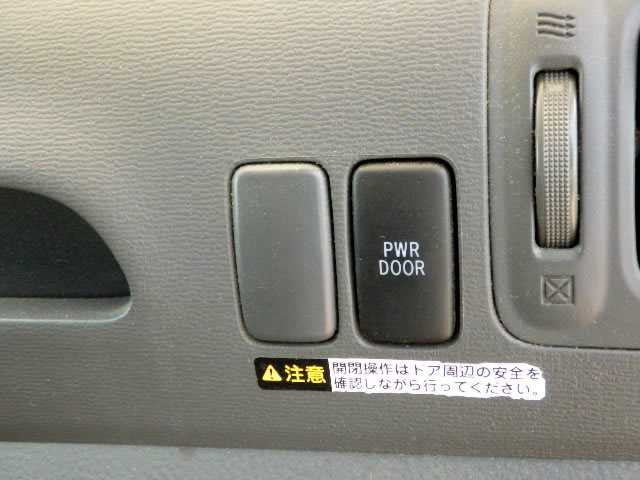 PWR
DOOR
注意
開閉操作はドア周辺の安全を
確認しながら行ってください。